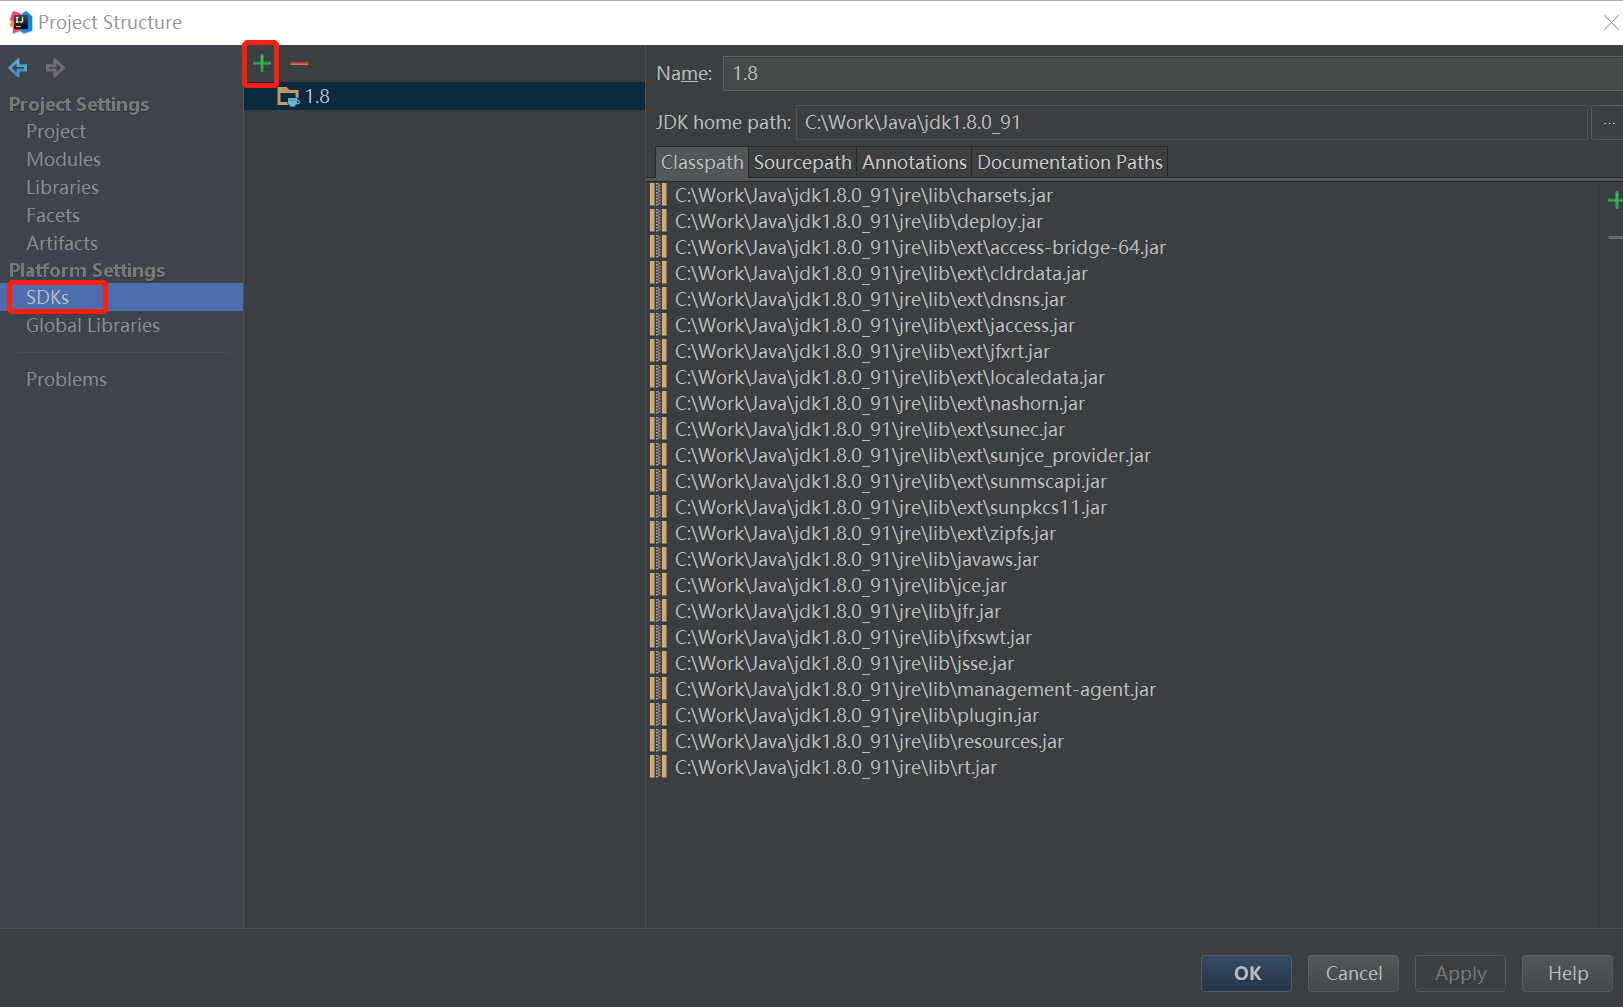 Project Structure
Project Settings
Project
Modules
Libraries
Facets
Artifacts
Platform Settings
SDKs
Global Libraries
Problems
1.8
Name: 1.8
JDK home path: C:\Work\Java\jdk1.8.0_91 ...
Classpath Sourcepath Annotations Documentation Paths
C:\Work\Java\jdk1.8.0_91\jre\lib\charsets.jar
C:\Work\Java\jdk1.8.0_91\jre\lib\deploy.jar
C:\Work\Java\jdk1.8.0_91\jre\lib\ext\access-bridge-64.jar
C:\Work\Java\jdk1.8.0_91\jre\lib\ext\cldrdata.jar
C:\Work\Java\jdk1.8.0_91\jre\lib\ext\dnsns.jar
C:\Work\Java\jdk1.8.0_91\jre\lib\ext\jaccess.jar
C:\Work\Java\jdk1.8.0_91\jre\lib\ext\jfxrt.jar
C:\Work\Java\jdk1.8.0_91\jre\lib\ext\localedata.jar
C:\Work\Java\jdk1.8.0_91\jre\lib\ext\nashorn.jar
C:\Work\Java\jdk1.8.0_91\jre\lib\ext\sunec.jar
C:\Work\Java\jdk1.8.0_91\jre\lib\ext\sunjce_provider.jar
C:\Work\Java\jdk1.8.0_91\jre\lib\ext\sunmscapi.jar
C:\Work\Java\jdk1.8.0_91\jre\lib\ext\sunpkcs11.jar
C:\Work\Java\jdk1.8.0_91\jre\lib\ext\zipfs.jar
C:\Work\Java\jdk1.8.0_91\jre\lib\javaws.jar
C:\Work\Java\jdk1.8.0_91\jre\lib\jce.jar
C:\Work\Java\jdk1.8.0_91\jre\lib\jfr.jar
C:\Work\Java\jdk1.8.0_91\jre\lib\jfxswt.jar
C:\Work\Java\jdk1.8.0_91\jre\lib\jsse.jar
C:\Work\Java\jdk1.8.0_91\jre\lib\management-agent.jar
C:\Work\Java\jdk1.8.0_91\jre\lib\plugin.jar
C:\Work\Java\jdk1.8.0_91\jre\lib\resources.jar
C:\Work\Java\jdk1.8.0_91\jre\lib\rt.jar
OK Cancel Apply Help